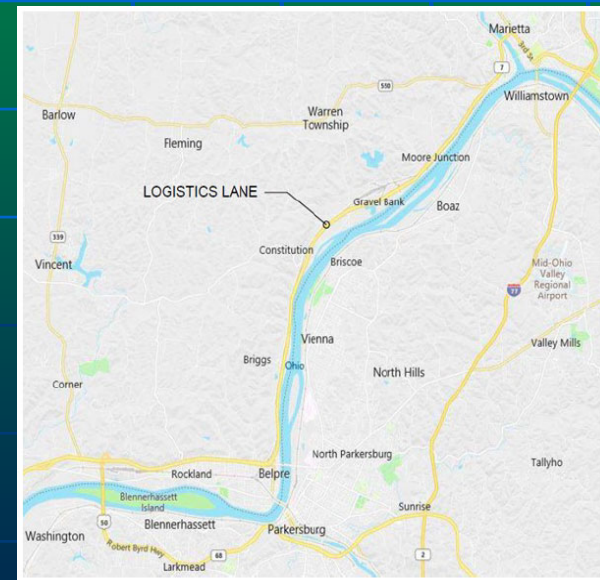 Marietta
3rd St
7
550
Williamstown
Barlow
Warren
Township
Fleming
Moore Junction
LOGISTICS LANE
Gravel Bank
Boaz
339
Constitution
Vincent
Briscoe
Mid-Ohio
Valley
Regional
Airport
77
Vienna
Valley Mills
Briggs
Ohio
North Hills
Corner
North Parkersburg
Tallyho
Rockland
Belpre
Blennerhassett
Island
Sunrise
50
Blennerhassett
Parkersburg
Washington
Robert Byrd Hwy
68
2
Larkmead